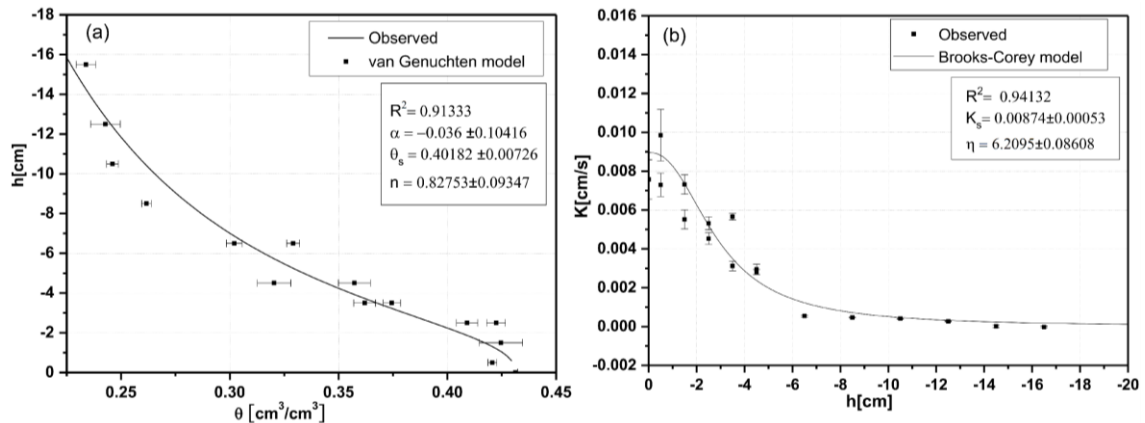 (a)
Observed
van Genuchten model
R²= 0.91333
α = −0.036 ±0.10416
θs = 0.40182 ±0.00726
n = 0.82753±0.09347
-18
-16
-14
-12
-10
-8
-6
-4
-2
0
h[cm]
0.25
0.30
0.35
0.40
0.45
θ [cm³/cm³]
(b)
Observed
Brooks-Corey model
R²= 0.94132
Ks = 0.00874±0.00053
η = 6.2095±0.08608
0.016
0.014
0.012
0.010
0.008
0.006
0.004
0.002
0.000
-0.002
K[cm/s]
0
-2
-4
-6
-8
-10
-12
-14
-16
-18
-20
h[cm]